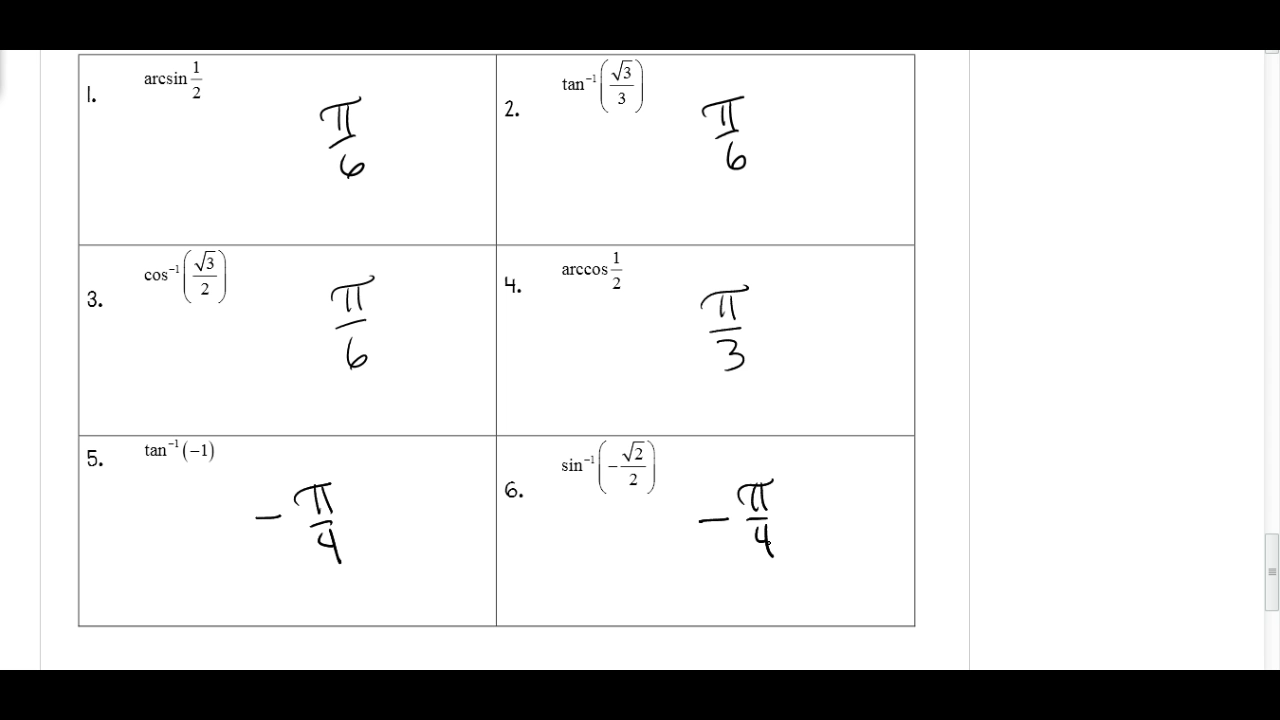 1. arcsin 1/2 π/6
2. tan⁻¹(√3/3) π/6
3. cos⁻¹(√3/2) π/6
4. arccos 1/2 π/3
5. tan⁻¹(−1) −π/4
6. sin⁻¹(−√2/2) −π/4